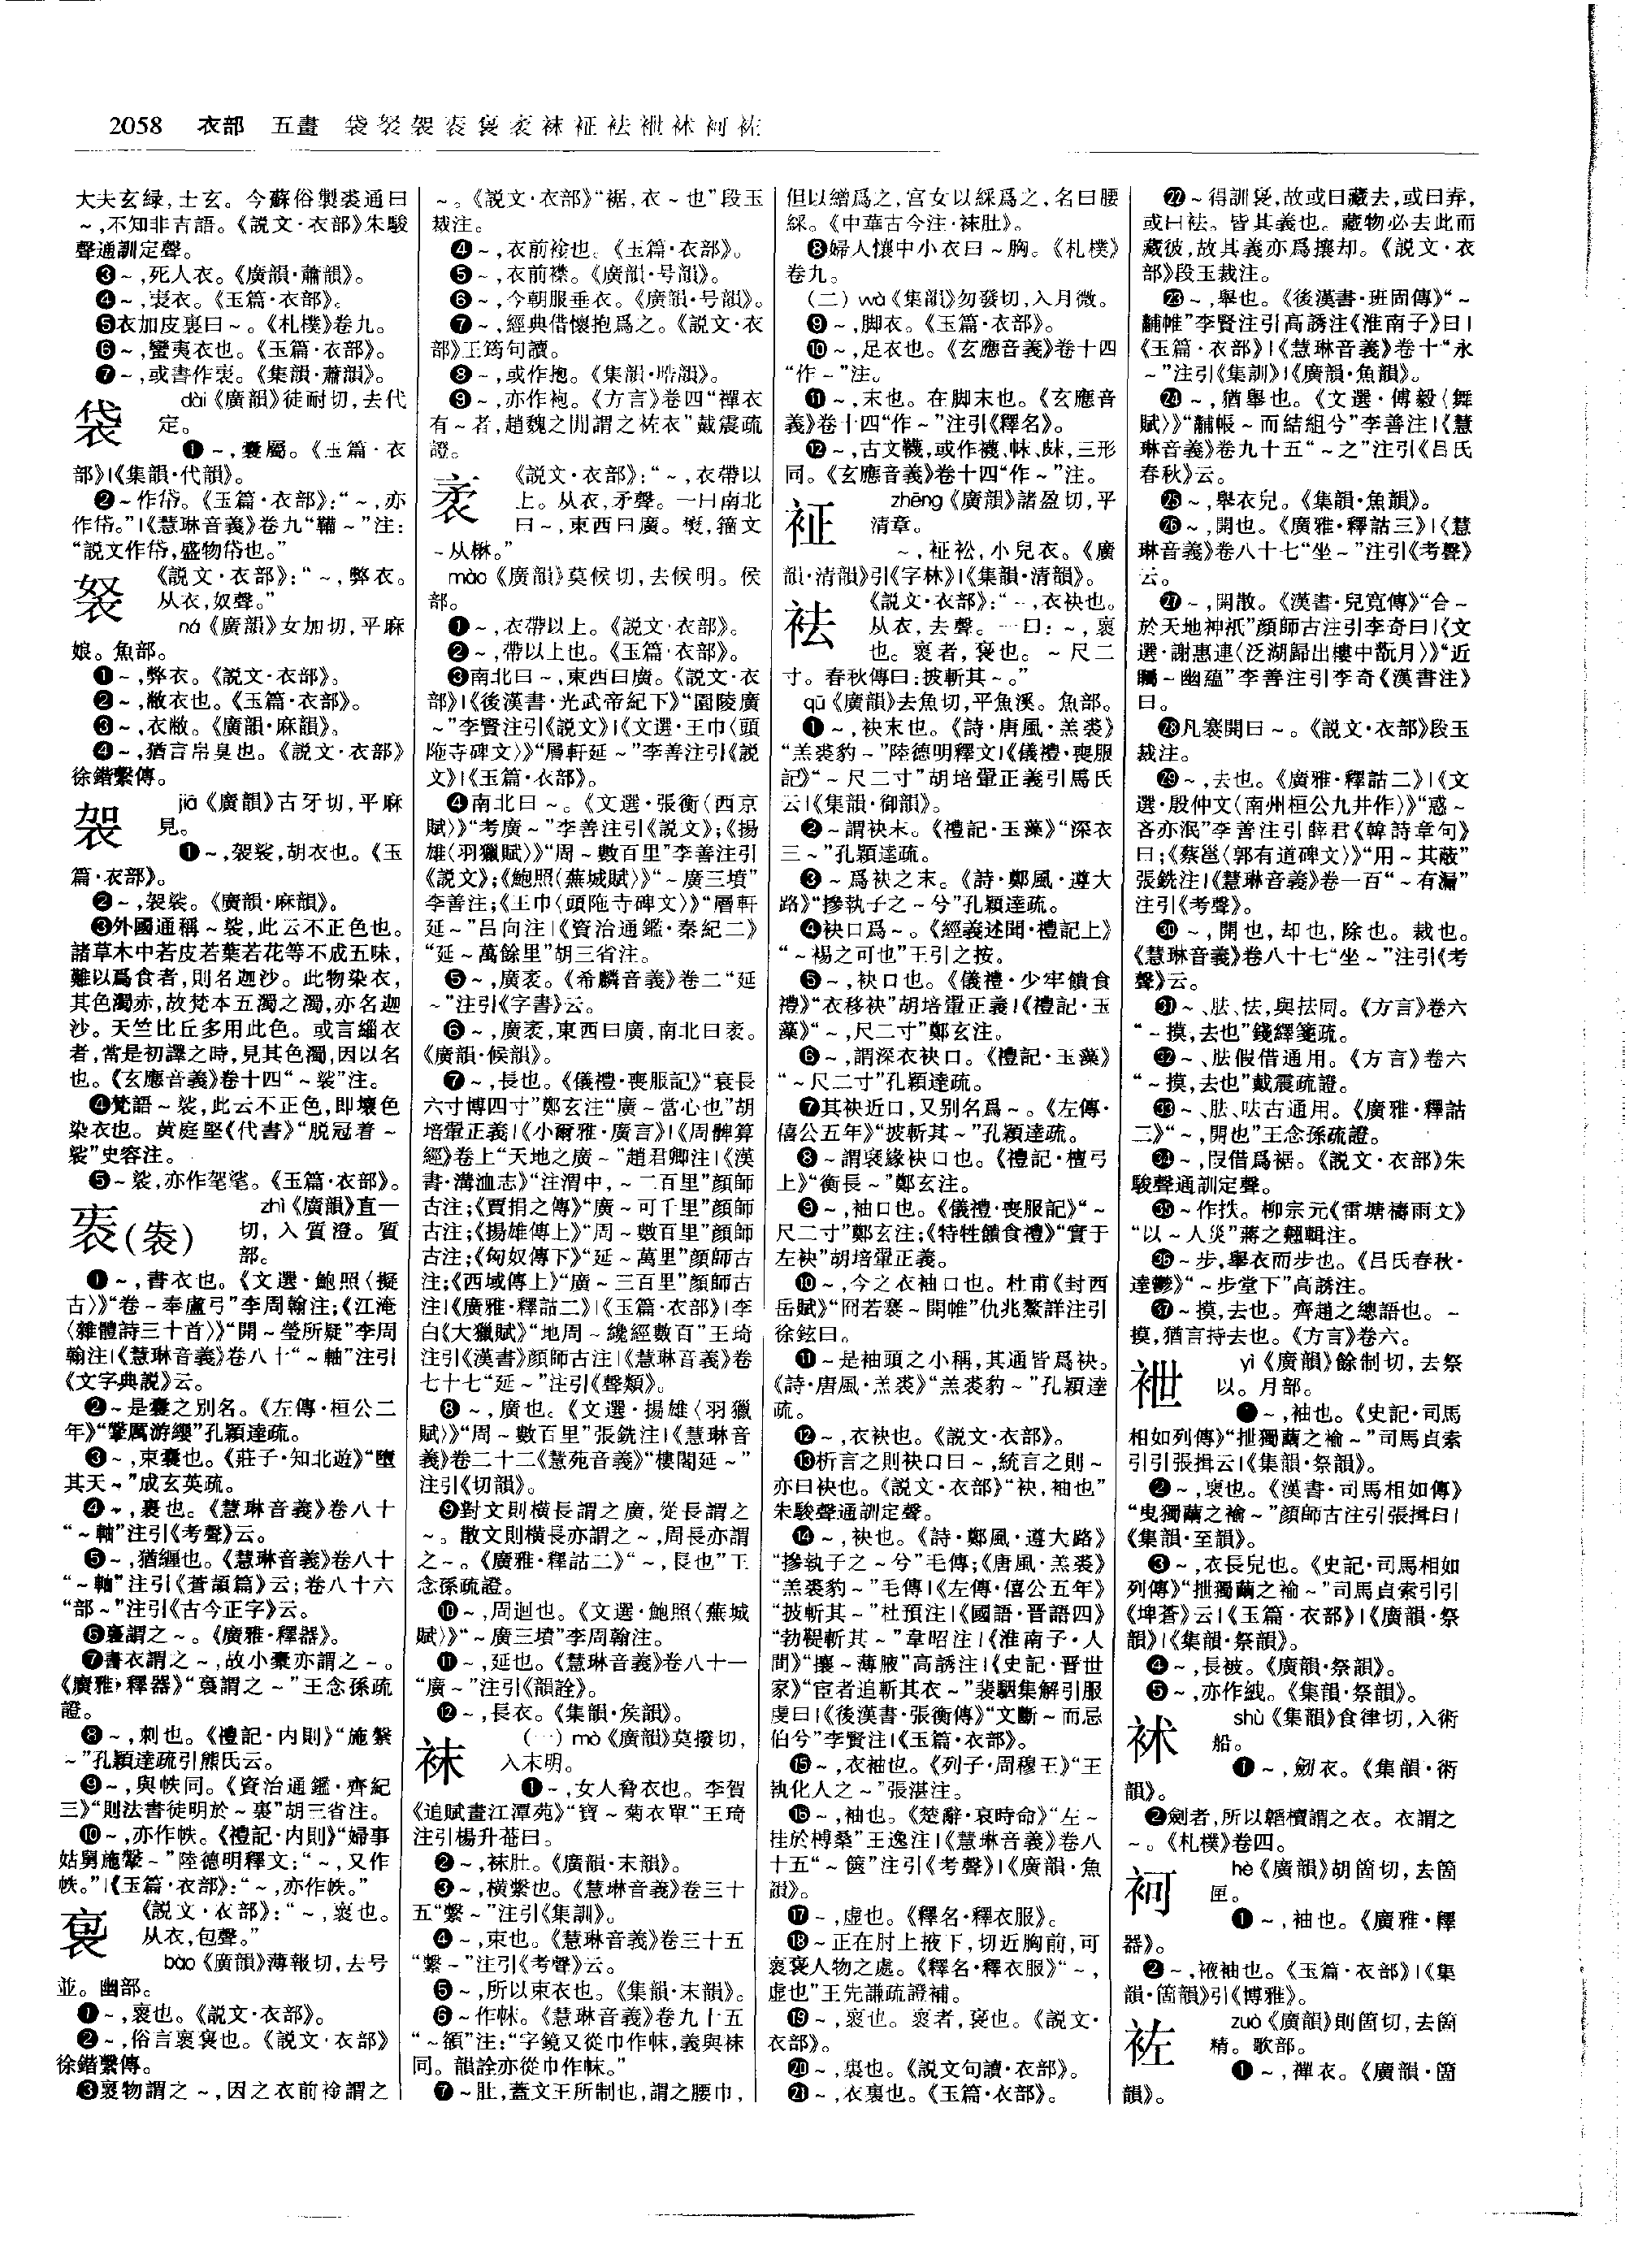 2058 衣部 五畫 袋袈袠袌袤袜袪袣袔
大夫玄緑,士玄。今蘇俗製裘通曰
~,不知非吉語。《説文·衣部》朱駿
聲通訓定聲。
❸~,死人衣。《廣韻·蕭韻》。
❹~,裘衣。《玉篇·衣部》。
❺衣加皮裏曰~。《札樸》卷九。
❻~,蠻夷衣也。《玉篇·衣部》。
❼~,或書作裠。《集韻·蕭韻》。
袋 dài《廣韻》徒耐切,去代
定。
❶~,囊屬。《玉篇·衣
部》|《集韻·代韻》。
❷~作帒。《玉篇·衣部》:“~,亦
作帒。”|《慧琳音義》卷九“鞴~”注:
“説文作帒,盛物帒也。”
袈 《説文·衣部》:“~,弊衣。
从衣,奴聲。”
ná《廣韻》女加切,平麻
娘。魚部。
❶~,弊衣。《説文·衣部》。
❷~,敝衣也。《玉篇·衣部》。
❸~,衣敝。《廣韻·麻韻》。
❹~,猶言帤臭也。《説文·衣部》
徐鍇繫傳。
袈 jiā《廣韻》古牙切,平麻
見。
❶~,袈裟,胡衣也。《玉
篇·衣部》。
❷~,袈裟。《廣韻·麻韻》。
❸外國通稱~裟,此云不正色也。
諸草木中若皮若葉若花等不成五味,
難以爲食者,則名迦沙。此物染衣,
其色濁赤,故梵本五濁之濁,亦名迦
沙。天竺比丘多用此色。或言緇衣
者,當是初譯之時,見其色濁,因以名
也。《玄應音義》卷十四“~裟”注。
❹梵語~裟,此云不正色,即壞色
染衣也。黄庭堅《代書》“脱冠着~
裟”史容注。
❺~裟,亦作毠㲚。《玉篇·衣部》。
袠(袟) zhì《廣韻》直一
切,入質澄。質
部。
❶~,書衣也。《文選·鮑照〈擬
古〉》“卷~奉盧弓”李周翰注;《江淹
〈雜體詩三十首〉》“開~瑩所疑”李周
翰注|《慧琳音義》卷八十“~軸”注引
《文字典説》云。
❷~是囊之别名。《左傳·桓公二
年》“鞶厲游纓”孔穎達疏。
❸~,束囊也。《莊子·知北遊》“墮
其天~”成玄英疏。
❹~,裹也。《慧琳音義》卷八十
“~軸”注引《考聲》云。
❺~,猶纏也。《慧琳音義》卷八十
“~軸”注引《蒼頡篇》云;卷八十六
“部~”注引《古今正字》云。
❻裛謂之~。《廣雅·釋器》。
❼書衣謂之~,故小橐亦謂之~。
《廣雅·釋器》“裛謂之~”王念孫疏
證。
❽~,刺也。《禮記·内則》“施縏
~”孔穎達疏引熊氏云。
❾~,與帙同。《資治通鑑·齊紀
三》“則法書徒明於~裏”胡三省注。
❿~,亦作帙。《禮記·内則》“婦事
姑舅施縏~”陸德明釋文:“~,又作
帙。”|《玉篇·衣部》:“~,亦作帙。”
袌 《説文·衣部》:“~,褱也。
从衣,包聲。”
bào《廣韻》薄報切,去号
並。幽部。
❶~,褱也。《説文·衣部》。
❷~,俗言褱袌也。《説文·衣部》
徐鍇繫傳。
❸褱物謂之~,因之衣前袊謂之
~。《説文·衣部》“裾,衣~也”段玉
裁注。
❹~,衣前襟也。《玉篇·衣部》。
❺~,衣前襟。《廣韻·号韻》。
❻~,今朝服垂衣。《廣韻·号韻》。
❼~,經典借懷抱爲之。《説文·衣
部》王筠句讀。
❽~,或作抱。《集韻·晧韻》。
❾~,亦作袍。《方言》卷四“襌衣
有~者,趙魏之間謂之袏衣”戴震疏
證。
袤 《説文·衣部》:“~,衣帶以
上。从衣,矛聲。一曰南北
曰~,東西曰廣。𧝴,籀文
~从楙。”
mào《廣韻》莫候切,去候明。侯
部。
❶~,衣帶以上。《説文·衣部》。
❷~,帶以上也。《玉篇·衣部》。
❸南北曰~,東西曰廣。《説文·衣
部》|《後漢書·光武帝紀下》“園陵廣
~”李賢注引《説文》|《文選·王巾〈頭
陁寺碑文〉》“層軒延~”李善注引《説
文》|《玉篇·衣部》。
❹南北曰~。《文選·張衡〈西京
賦〉》“考廣~”李善注引《説文》;《揚
雄〈羽獵賦〉》“周~數百里”李善注引
《説文》;《鮑照〈蕪城賦〉》“~廣三墳”
李善注;《王巾〈頭陁寺碑文〉》“層軒
延~”吕向注|《資治通鑑·秦紀二》
“延~萬餘里”胡三省注。
❺~,廣袤。《希麟音義》卷二“延
~”注引《字書》云。
❻~,廣袤,東西曰廣,南北曰袤。
《廣韻·候韻》。
❼~,長也。《儀禮·喪服記》“衰長
六寸博四寸”鄭玄注“廣~當心也”胡
培翬正義|《小爾雅·廣言》|《周髀算
經》卷上“天地之廣~”趙君卿注|《漢
書·溝洫志》“注渭中,~二百里”顔師
古注;《賈捐之傳》“廣~可千里”顔師
古注;《揚雄傳上》“周~數百里”顔師
古注;《匈奴傳下》“延~萬里”顔師古
注;《西域傳上》“廣~三百里”顔師古
注|《廣雅·釋詁二》|《玉篇·衣部》|李
白《大獵賦》“地周~纔經數百”王琦
注引《漢書》顔師古注|《慧琳音義》卷
七十七“延~”注引《聲類》。
❽~,廣也。《文選·揚雄〈羽獵
賦〉》“周~數百里”張銑注|《慧琳音
義》卷二十二《慧苑音義》“樓閣延~”
注引《切韻》。
❾對文則横長謂之廣,從長謂之
~。散文則横長亦謂之~,周長亦謂
之~。《廣雅·釋詁二》“~,長也”王
念孫疏證。
❿~,周迴也。《文選·鮑照〈蕪城
賦〉》“~廣三墳”李周翰注。
⓫~,延也。《慧琳音義》卷八十一
“廣~”注引《韻詮》。
⓬~,長衣。《集韻·矦韻》。
袜 (一)mò《廣韻》莫撥切,
入末明。
❶~,女人脅衣也。李賀
《追賦畫江潭苑》“寶~菊衣單”王琦
注引楊升菴曰。
❷~,袜肚。《廣韻·末韻》。
❸~,横繫也。《慧琳音義》卷三十
五“繫~”注引《集訓》。
❹~,束也。《慧琳音義》卷三十五
“繫~”注引《考聲》云。
❺~,所以束衣也。《集韻·末韻》。
❻~作帓。《慧琳音義》卷九十五
“~額”注:“字鏡又從巾作帓,義與袜
同。韻詮亦從巾作帓。”
❼~肚,蓋文王所制也,謂之腰巾,
但以繒爲之,宫女以綵爲之,名曰腰
綵。《中華古今注·袜肚》。
❽婦人懷中小衣曰~胸。《札樸》
卷九。
(二)wà《集韻》勿發切,入月微。
❾~,脚衣。《玉篇·衣部》。
❿~,足衣也。《玄應音義》卷十四
“作~”注。
⓫~,末也。在脚末也。《玄應音
義》卷十四“作~”注引《釋名》。
⓬~,古文韈,或作襪、帓、䟴,三形
同。《玄應音義》卷十四“作~”注。
䘣 zhēng《廣韻》諸盈切,平
清章。
~,䘣衳,小兒衣。《廣
韻·清韻》引《字林》|《集韻·清韻》。
袪 《説文·衣部》:“~,衣袂也。
从衣,去聲。一曰:~,褱
也。褱者,袌也。~尺二
寸。春秋傳曰:披斬其~。”
qū《廣韻》去魚切,平魚溪。魚部。
❶~,袂末也。《詩·唐風·羔裘》
“羔裘豹~”陸德明釋文|《儀禮·喪服
記》“~尺二寸”胡培翬正義引馬氏
云|《集韻·御韻》。
❷~謂袂末。《禮記·玉藻》“深衣
三~”孔穎達疏。
❸~爲袂之末。《詩·鄭風·遵大
路》“摻執子之~兮”孔穎達疏。
❹袂口爲~。《經義述聞·禮記上》
“~裼之可也”王引之按。
❺~,袂口也。《儀禮·少牢饋食
禮》“衣移袂”胡培翬正義|《禮記·玉
藻》“~,尺二寸”鄭玄注。
❻~,謂深衣袂口。《禮記·玉藻》
“~尺二寸”孔穎達疏。
❼其袂近口,又别名爲~。《左傳·
僖公五年》“披斬其~”孔穎達疏。
❽~謂褎緣袂口也。《禮記·檀弓
上》“衡長~”鄭玄注。
❾~,袖口也。《儀禮·喪服記》“~
尺二寸”鄭玄注;《特牲饋食禮》“實于
左袂”胡培翬正義。
❿~,今之衣袖口也。杜甫《封西
岳賦》“冏若褰~開帷”仇兆鰲詳注引
徐鉉曰。
⓫~是袖頭之小稱,其通皆爲袂。
《詩·唐風·羔裘》“羔裘豹~”孔穎達
疏。
⓬~,衣袂也。《説文·衣部》。
⓭析言之則袂口曰~,統言之則~
亦曰袂也。《説文·衣部》“袂,袖也”
朱駿聲通訓定聲。
⓮~,袂也。《詩·鄭風·遵大路》
“摻執子之~兮”毛傳;《唐風·羔裘》
“羔裘豹~”毛傳|《左傳·僖公五年》
“披斬其~”杜預注|《國語·晋語四》
“勃鞮斬其~”韋昭注|《淮南子·人
間》“攘~薄腋”高誘注|《史記·晋世
家》“宦者追斬其衣~”裴駰集解引服
虔曰|《後漢書·張衡傳》“文斷~而忌
伯兮”李賢注|《玉篇·衣部》。
⓯~,衣袖也。《列子·周穆王》“王
執化人之~”張湛注。
⓰~,袖也。《楚辭·哀時命》“左~
挂於榑桑”王逸注|《慧琳音義》卷八
十五“~篋”注引《考聲》|《廣韻·魚
韻》。
⓱~,虚也。《釋名·釋衣服》。
⓲~正在肘上掖下,切近胸前,可
褱袌人物之處。《釋名·釋衣服》“~,
虚也”王先謙疏證補。
⓳~,褱也。褱者,袌也。《説文·
衣部》。
⓴~,裏也。《説文句讀·衣部》。
㉑~,衣裏也。《玉篇·衣部》。
㉒~得訓袌,故或曰藏去,或曰弆,
或曰袪。皆其義也。藏物必去此而
藏彼,故其義亦爲攘却。《説文·衣
部》段玉裁注。
㉓~,舉也。《後漢書·班固傳》“~
黼帷”李賢注引高誘注《淮南子》曰|
《玉篇·衣部》|《慧琳音義》卷十“永
~”注引《集訓》|《廣韻·魚韻》。
㉔~,猶舉也。《文選·傅毅〈舞
賦〉》“黼帳~而結組兮”李善注|《慧
琳音義》卷九十五“~之”注引《吕氏
春秋》云。
㉕~,舉衣皃。《集韻·魚韻》。
㉖~,開也。《廣雅·釋詁三》|《慧
琳音義》卷八十七“坐~”注引《考聲》
云。
㉗~,開散。《漢書·兒寬傳》“合~
於天地神祇”顔師古注引李奇曰|《文
選·謝惠連〈泛湖歸出樓中翫月〉》“近
矚~幽藴”李善注引李奇《漢書注》
曰。
㉘凡褰開曰~。《説文·衣部》段玉
裁注。
㉙~,去也。《廣雅·釋詁二》|《文
選·殷仲文〈南州桓公九井作〉》“惑~
吝亦泯”李善注引薛君《韓詩章句》
曰;《蔡邕〈郭有道碑文〉》“用~其蔽”
張銑注|《慧琳音義》卷一百“~有漏”
注引《考聲》。
㉚~,開也,却也,除也。裁也。
《慧琳音義》卷八十七“坐~”注引《考
聲》云。
㉛~、胠、怯,與抾同。《方言》卷六
“~摸,去也”錢繹箋疏。
㉜~、胠假借通用。《方言》卷六
“~摸,去也”戴震疏證。
㉝~、胠、呿古通用。《廣雅·釋詁
三》“~,開也”王念孫疏證。
㉞~,叚借爲裾。《説文·衣部》朱
駿聲通訓定聲。
㉟~作抶。柳宗元《雷塘禱雨文》
“以~人災”蔣之翹輯注。
㊱~步,舉衣而步也。《吕氏春秋·
達鬱》“~步堂下”高誘注。
㊲~摸,去也。齊趙之總語也。~
摸,猶言持去也。《方言》卷六。
袣 yì《廣韻》餘制切,去祭
以。月部。
❶~,袖也。《史記·司馬
相如列傳》“抴獨繭之褕~”司馬貞索
引引張揖云|《集韻·祭韻》。
❷~,褎也。《漢書·司馬相如傳》
“曳獨繭之褕~”顔師古注引張揖曰|
《集韻·至韻》。
❸~,衣長皃也。《史記·司馬相如
列傳》“抴獨繭之褕~”司馬貞索引引
《埤蒼》云|《玉篇·衣部》|《廣韻·祭
韻》|《集韻·祭韻》。
❹~,長被。《廣韻·祭韻》。
❺~,亦作䋵。《集韻·祭韻》。
袕 shù《集韻》食律切,入術
船。
❶~,劒衣。《集韻·術
韻》。
❷劍者,所以韜櫝謂之衣。衣謂之
~。《札樸》卷四。
袔 hè《廣韻》胡箇切,去箇
匣。
❶~,袖也。《廣雅·釋
器》。
❷~,袯袖也。《玉篇·衣部》|《集
韻·箇韻》引《博雅》。
袏 zuò《廣韻》則箇切,去箇
精。歌部。
❶~,襌衣。《廣韻·箇
韻》。